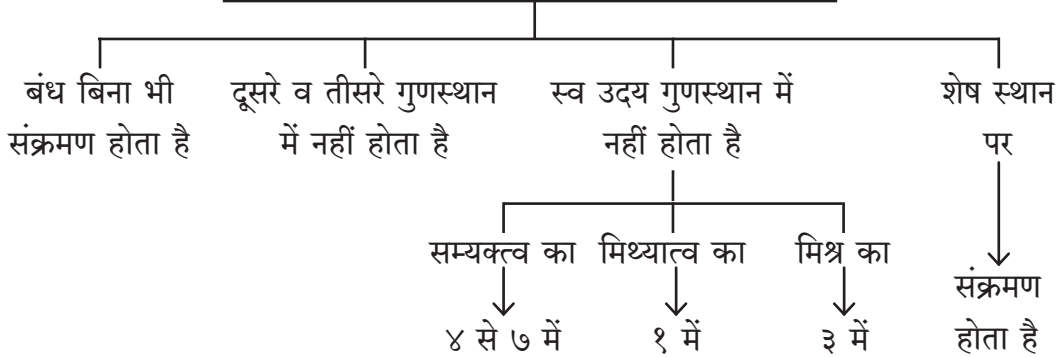 बंध बिना भी
संक्रमण होता है
दूसरे व तीसरे गुणस्थान
में नहीं होता है
स्व उदय गुणस्थान में
नहीं होता है
शेष स्थान
पर
सम्यक्त्व का
मिथ्यात्व का
मिश्र का
४ से ७ में
१ में
३ में
संक्रमण
होता है